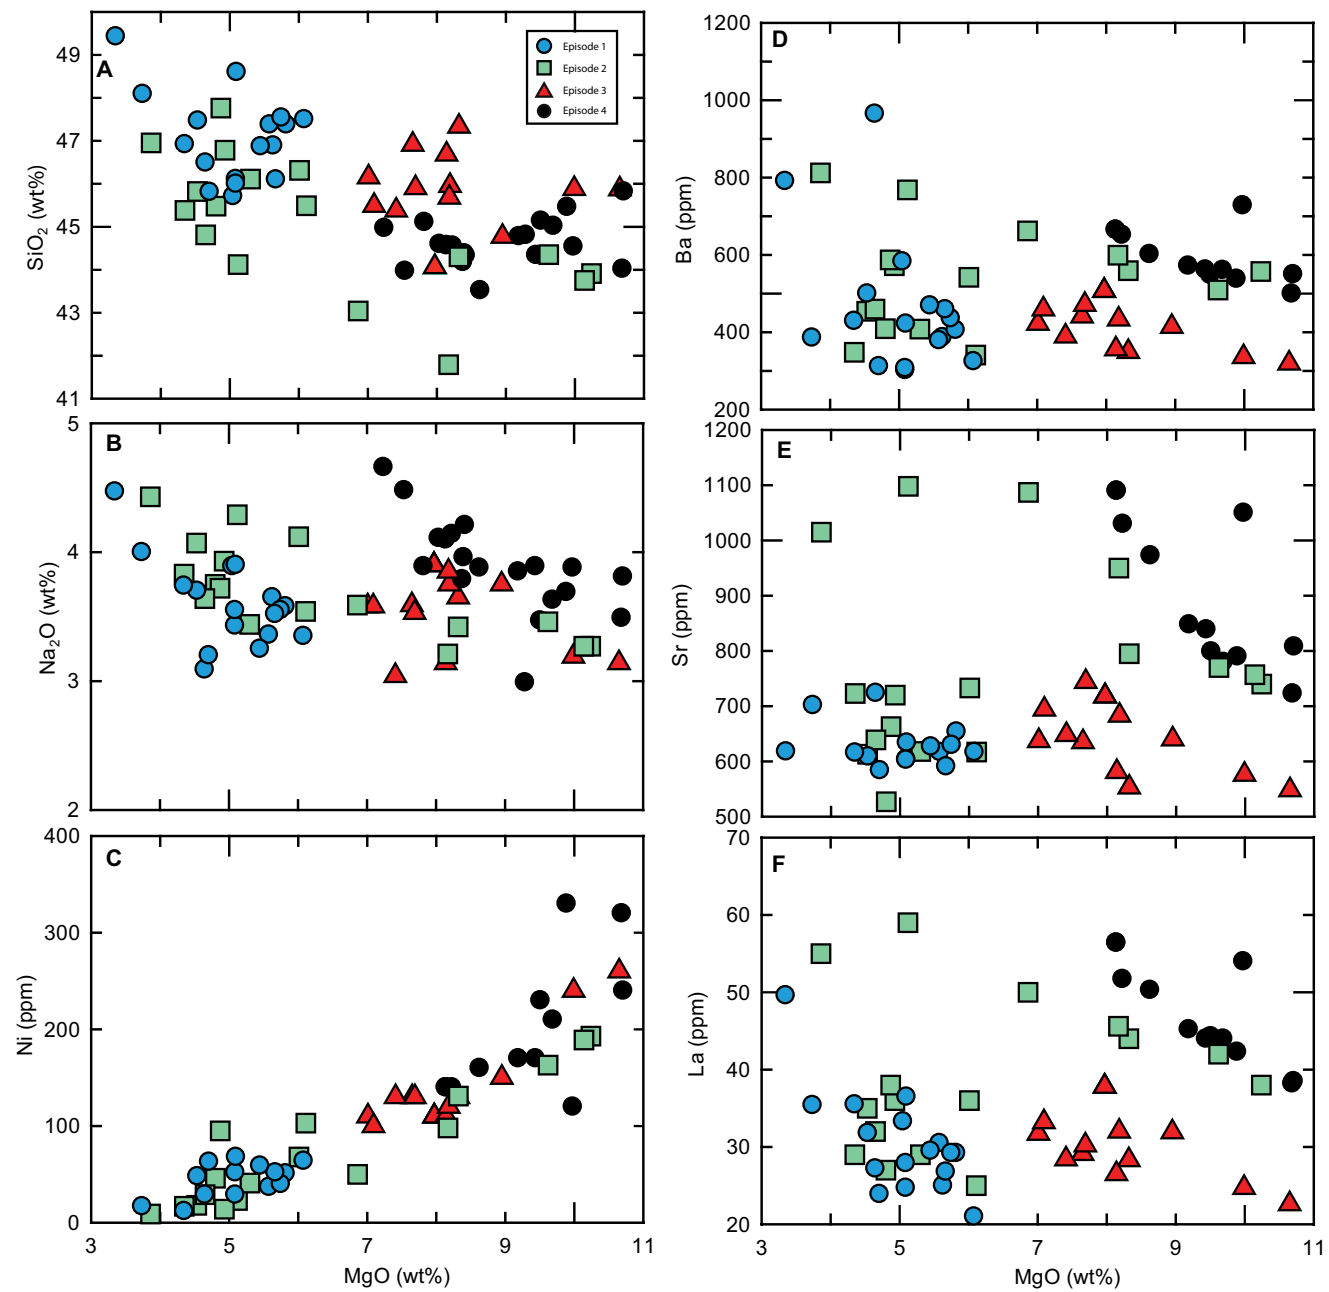 49
47
45
43
41
SiO2 (wt%)
A
Episode 1
Episode 2
Episode 3
Episode 4
5
4
3
2
Na2O (wt%)
B
400
300
200
100
0
Ni (ppm)
C
3 5 7 9 11
MgO (wt%)
1200
1000
800
600
400
200
Ba (ppm)
D
1200
1100
1000
900
800
700
600
500
Sr (ppm)
E
70
60
50
40
30
20
La (ppm)
F
3 5 7 9 11
MgO (wt%)